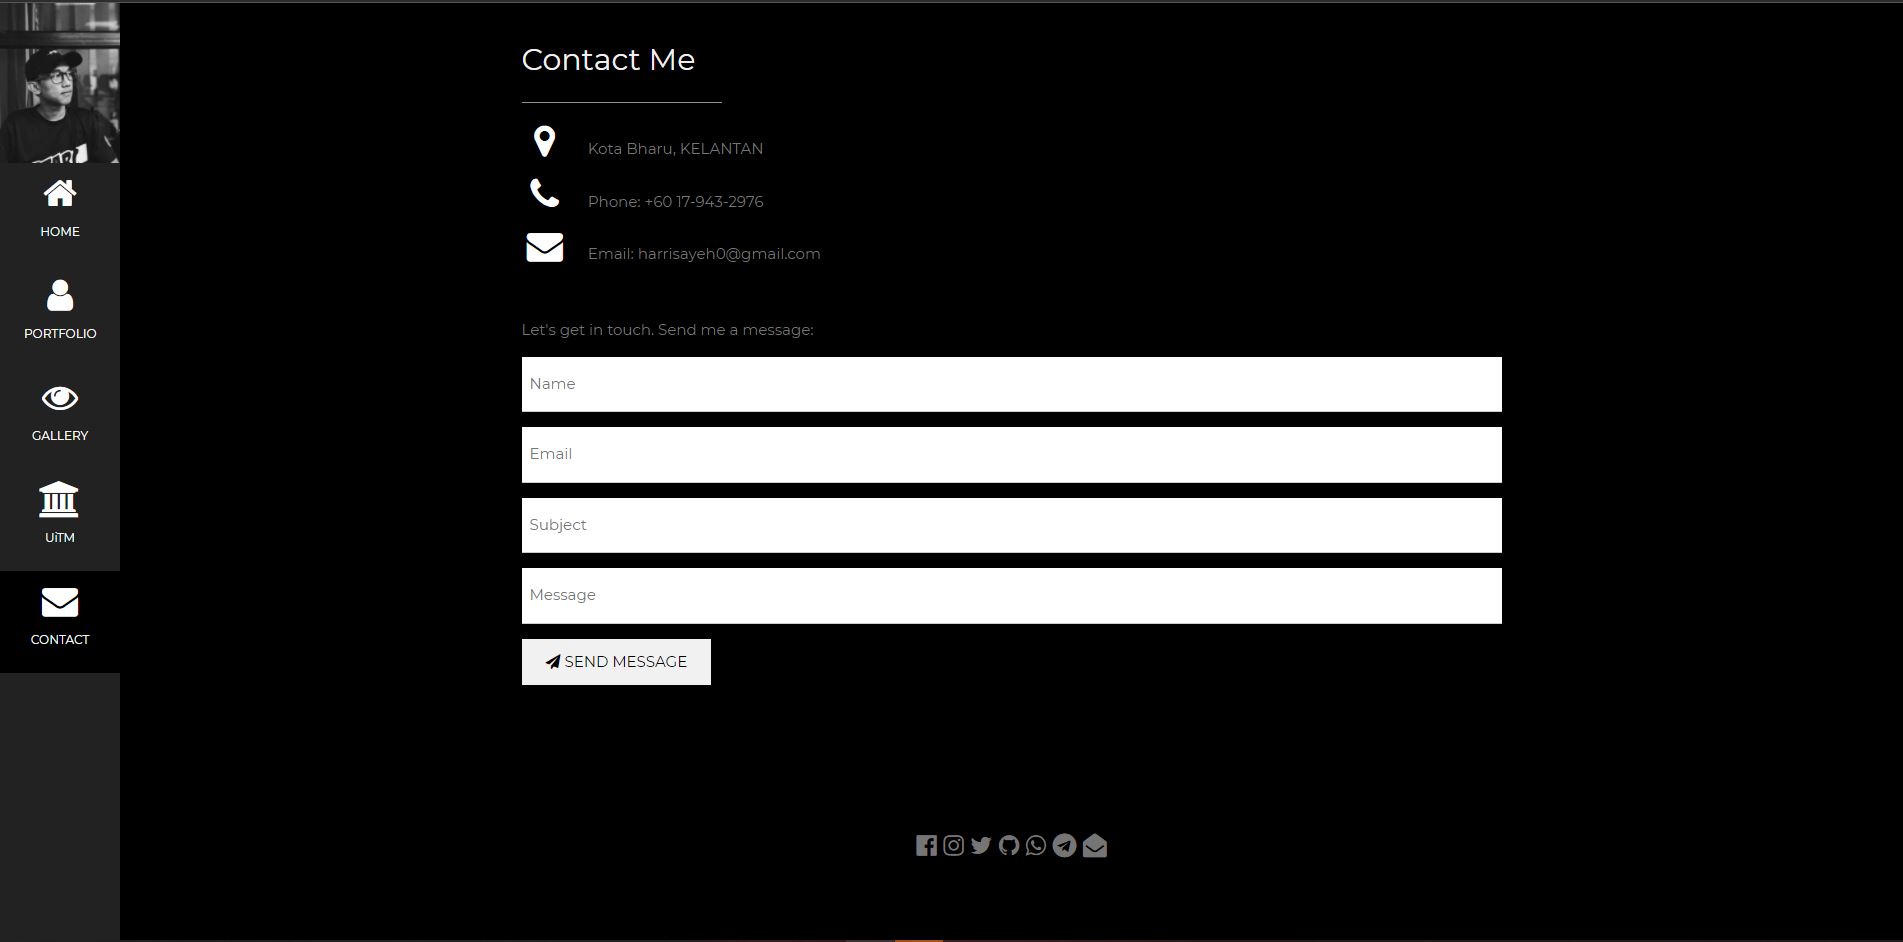 HOME
PORTFOLIO
GALLERY
UiTM
CONTACT
Contact Me
Kota Bharu, KELANTAN
Phone: +60 17-943-2976
Email: harrisayeh0@gmail.com
Let's get in touch. Send me a message:
Name
Email
Subject
Message
SEND MESSAGE